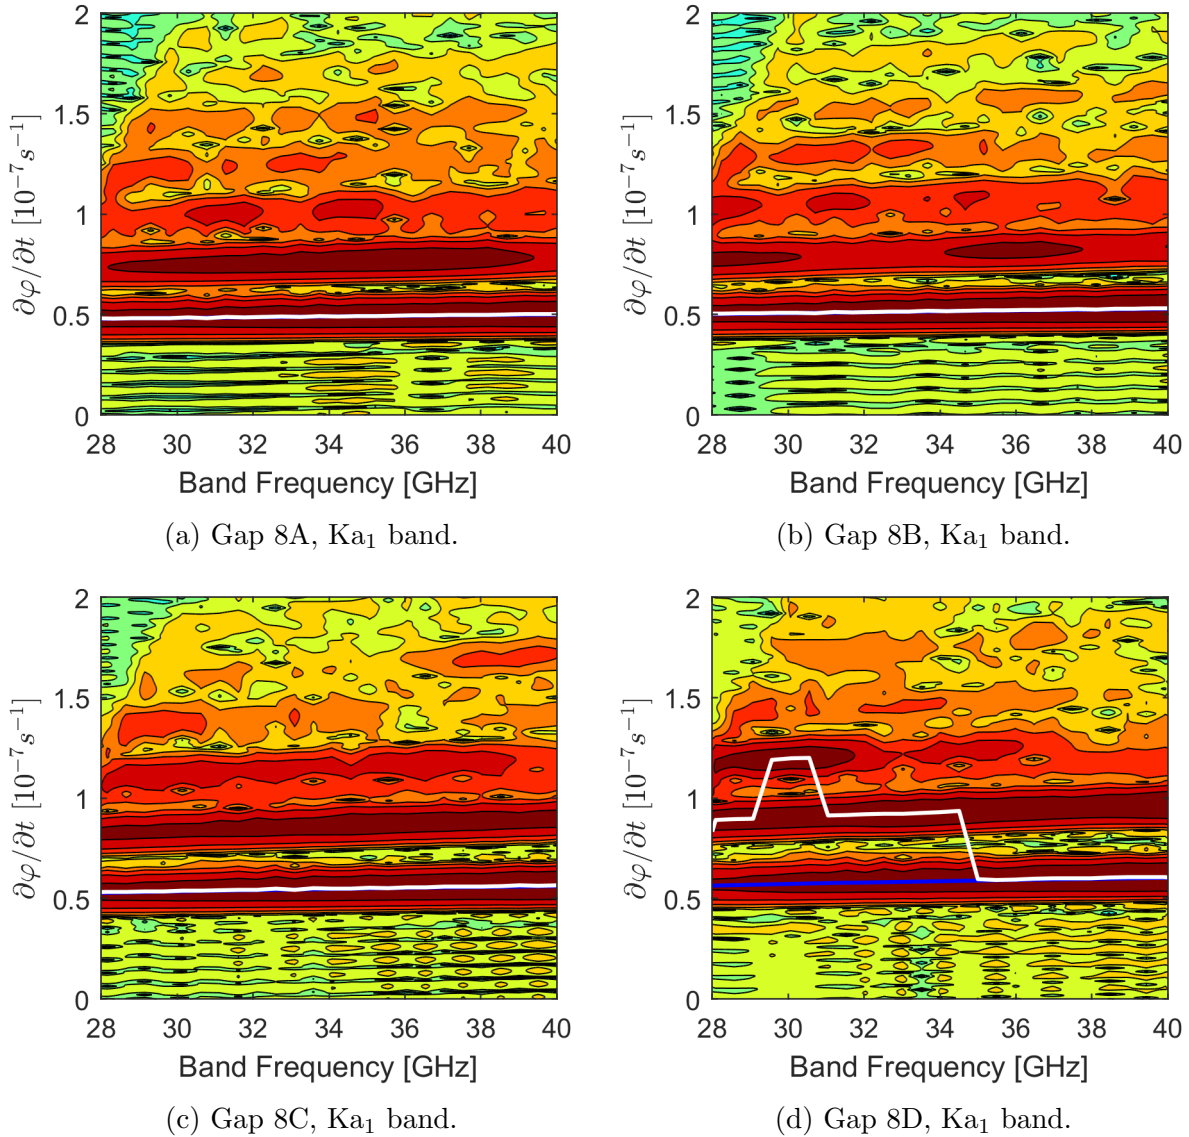 2
1.5
1
0.5
0
∂φ/∂t [10⁻⁷s⁻¹]
28 30 32 34 36 38 40
Band Frequency [GHz]
(a) Gap 8A, Ka₁ band.
2
1.5
1
0.5
0
∂φ/∂t [10⁻⁷s⁻¹]
28 30 32 34 36 38 40
Band Frequency [GHz]
(b) Gap 8B, Ka₁ band.
2
1.5
1
0.5
0
∂φ/∂t [10⁻⁷s⁻¹]
28 30 32 34 36 38 40
Band Frequency [GHz]
(c) Gap 8C, Ka₁ band.
2
1.5
1
0.5
0
∂φ/∂t [10⁻⁷s⁻¹]
28 30 32 34 36 38 40
Band Frequency [GHz]
(d) Gap 8D, Ka₁ band.